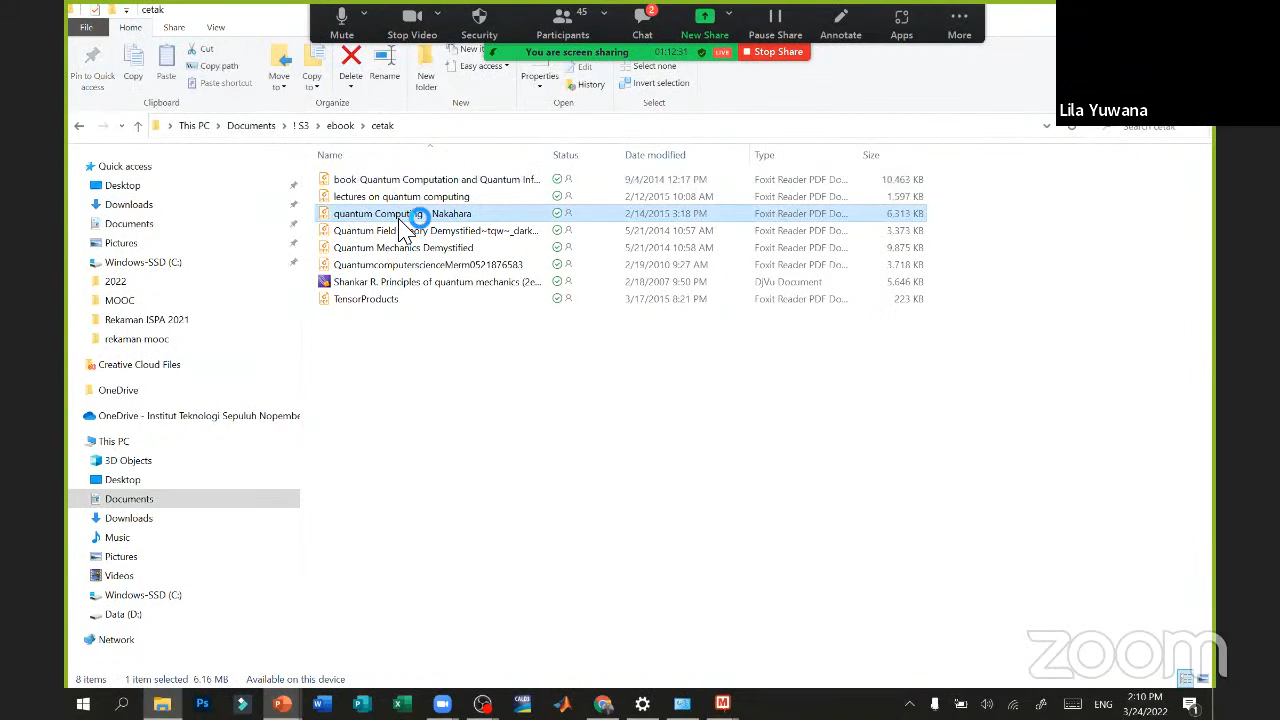 cetak
File Home Share View
Mute Stop Video Security Participants 45 Chat 2 New Share Pause Share Annotate Apps More
You are screen sharing 01:12:31 LIVE Stop Share
Lila Yuwana
Pin to Quick access
Copy
Paste
Cut
Copy path
Paste shortcut
Clipboard
Move to
Copy to
Delete
Rename
Organize
New folder
Easy access
New
Properties
Edit
History
Open
Select none
Invert selection
Select
This PC Documents ! S3 ebook cetak
Search cetak
Quick access
Desktop
Downloads
Documents
Pictures
Windows-SSD (C:)
2022
MOOC
Rekaman ISPA 2021
rekaman mooc
Creative Cloud Files
OneDrive
OneDrive - Institut Teknologi Sepuluh Nopembe
This PC
3D Objects
Desktop
Documents
Downloads
Music
Pictures
Videos
Windows-SSD (C:)
Data (D:)
Network
Name Status Date modified Type Size
book Quantum Computation and Quantum Inf... 9/4/2014 12:17 PM Foxit Reader PDF Do... 10.463 KB
lectures on quantum computing 2/12/2015 10:08 AM Foxit Reader PDF Do... 1.597 KB
quantum Computing Nakahara 2/14/2015 3:18 PM Foxit Reader PDF Do... 6.313 KB
Quantum Field Demystified~tqw~_dark... 5/21/2014 10:57 AM Foxit Reader PDF Do... 3.373 KB
Quantum Mechanics Demystified 5/21/2014 10:58 AM Foxit Reader PDF Do... 9.875 KB
QuantumcomputerscienceMerm0521876583 2/19/2010 9:27 AM Foxit Reader PDF Do... 3.718 KB
Shankar R. Principles of quantum mechanics (2e... 2/18/2007 9:50 PM DjVu Document 5.646 KB
TensorProducts 3/17/2015 8:21 PM Foxit Reader PDF Do... 223 KB
zoom
8 items 1 item selected 6.16 MB Available on this device
ENG
2:10 PM
3/24/2022
1